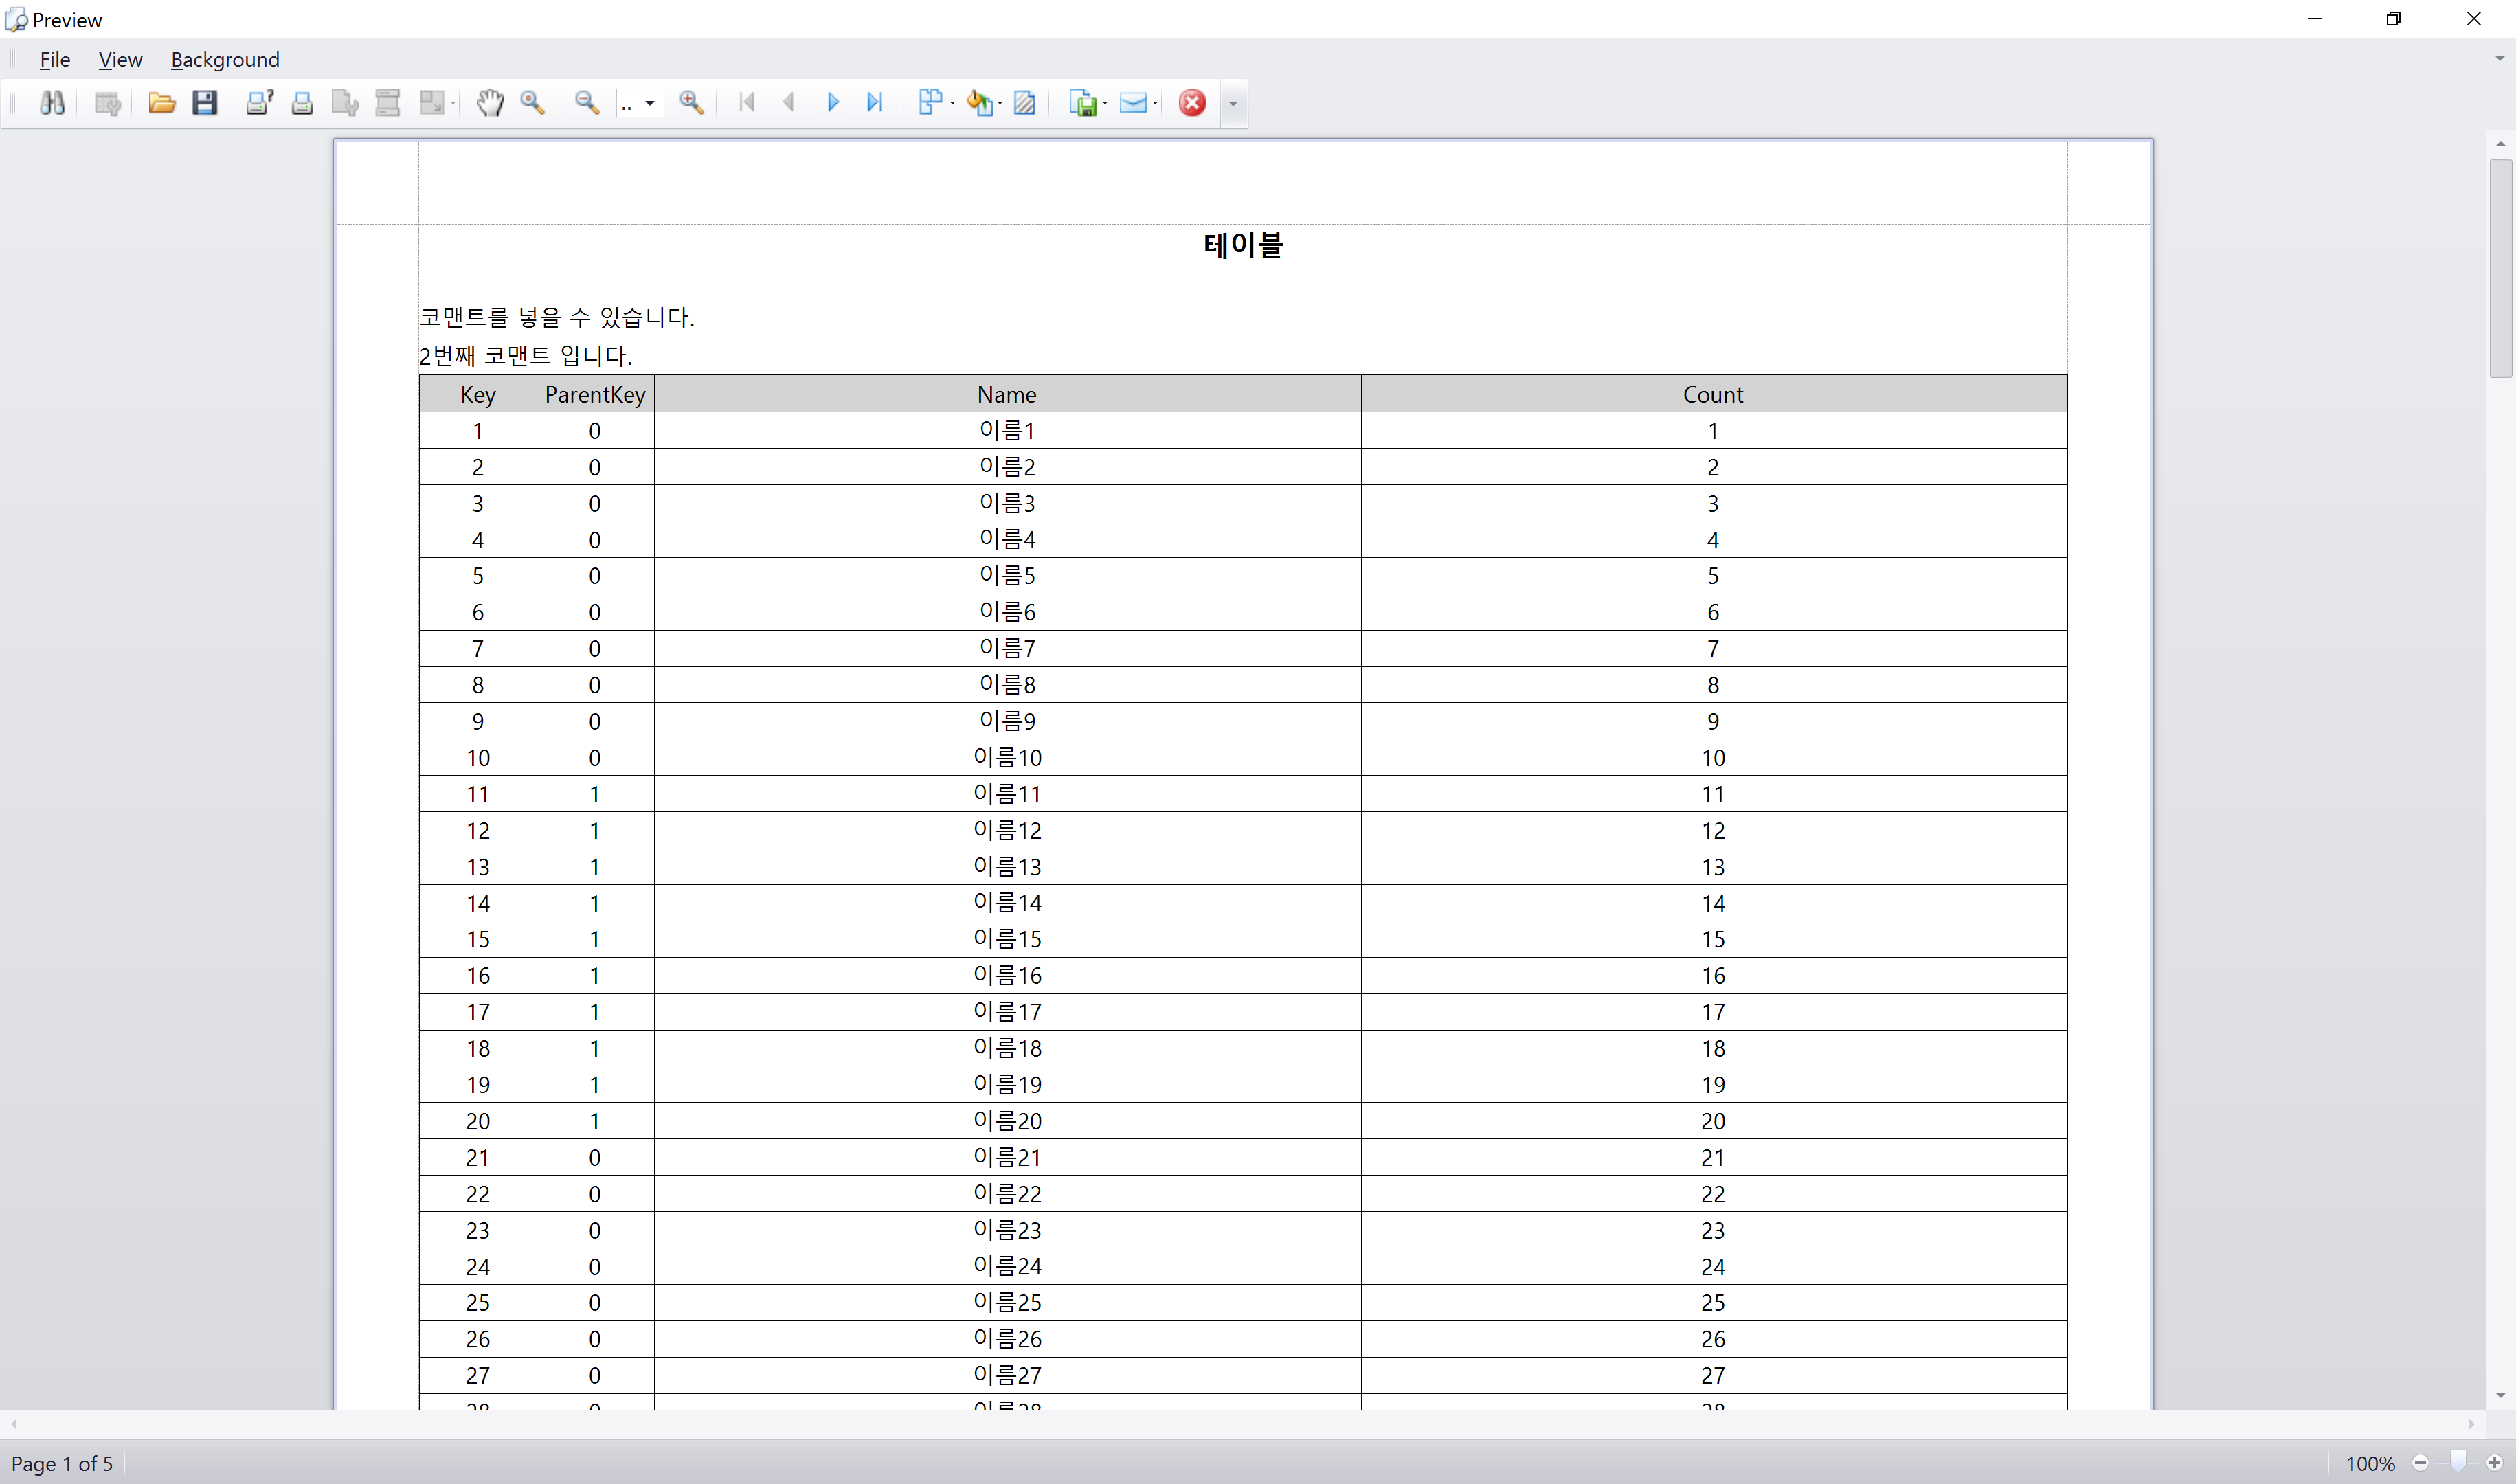 Preview
File View Background
..
테이블
코맨트를 넣을 수 있습니다.
2번째 코맨트 입니다.
Key ParentKey Name Count
1 0 이름1 1
2 0 이름2 2
3 0 이름3 3
4 0 이름4 4
5 0 이름5 5
6 0 이름6 6
7 0 이름7 7
8 0 이름8 8
9 0 이름9 9
10 0 이름10 10
11 1 이름11 11
12 1 이름12 12
13 1 이름13 13
14 1 이름14 14
15 1 이름15 15
16 1 이름16 16
17 1 이름17 17
18 1 이름18 18
19 1 이름19 19
20 1 이름20 20
21 0 이름21 21
22 0 이름22 22
23 0 이름23 23
24 0 이름24 24
25 0 이름25 25
26 0 이름26 26
27 0 이름27 27
28 0 이름28 28
Page 1 of 5 100%